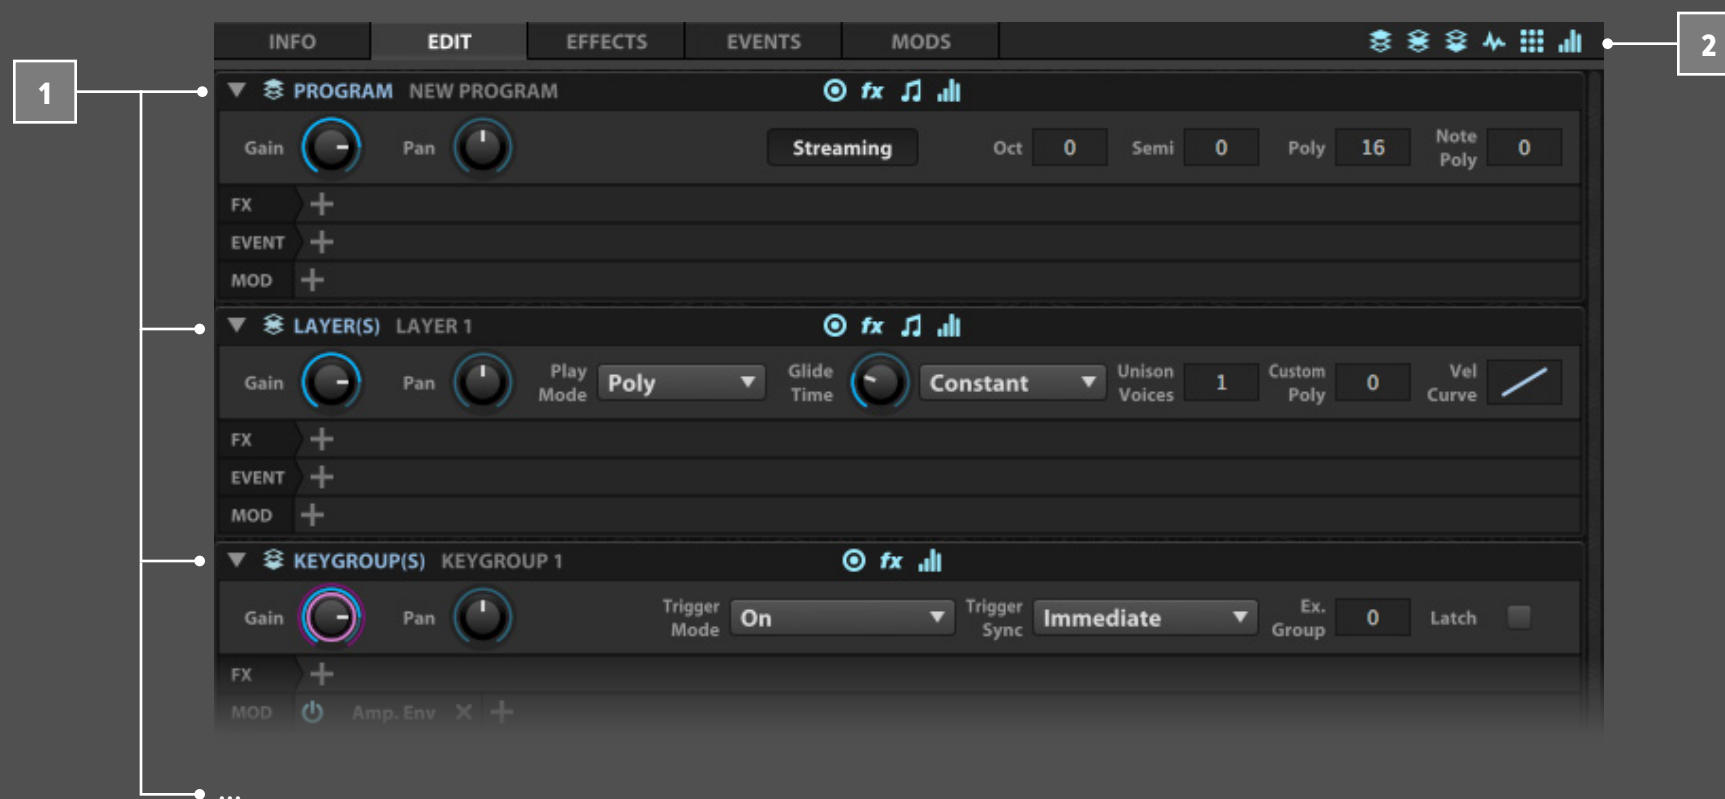 INFO EDIT EFFECTS EVENTS MODS
2
1
PROGRAM NEW PROGRAM fx
Gain Pan Streaming Oct 0 Semi 0 Poly 16 Note Poly 0
FX
EVENT
MOD
LAYER(S) LAYER 1 fx
Gain Pan Play Mode Poly Glide Time Constant Unison Voices 1 Custom Poly 0 Vel Curve
FX
EVENT
MOD
KEYGROUP(S) KEYGROUP 1 fx
Gain Pan Trigger Mode On Trigger Sync Immediate Ex. Group 0 Latch
FX
MOD Amp. Env
...